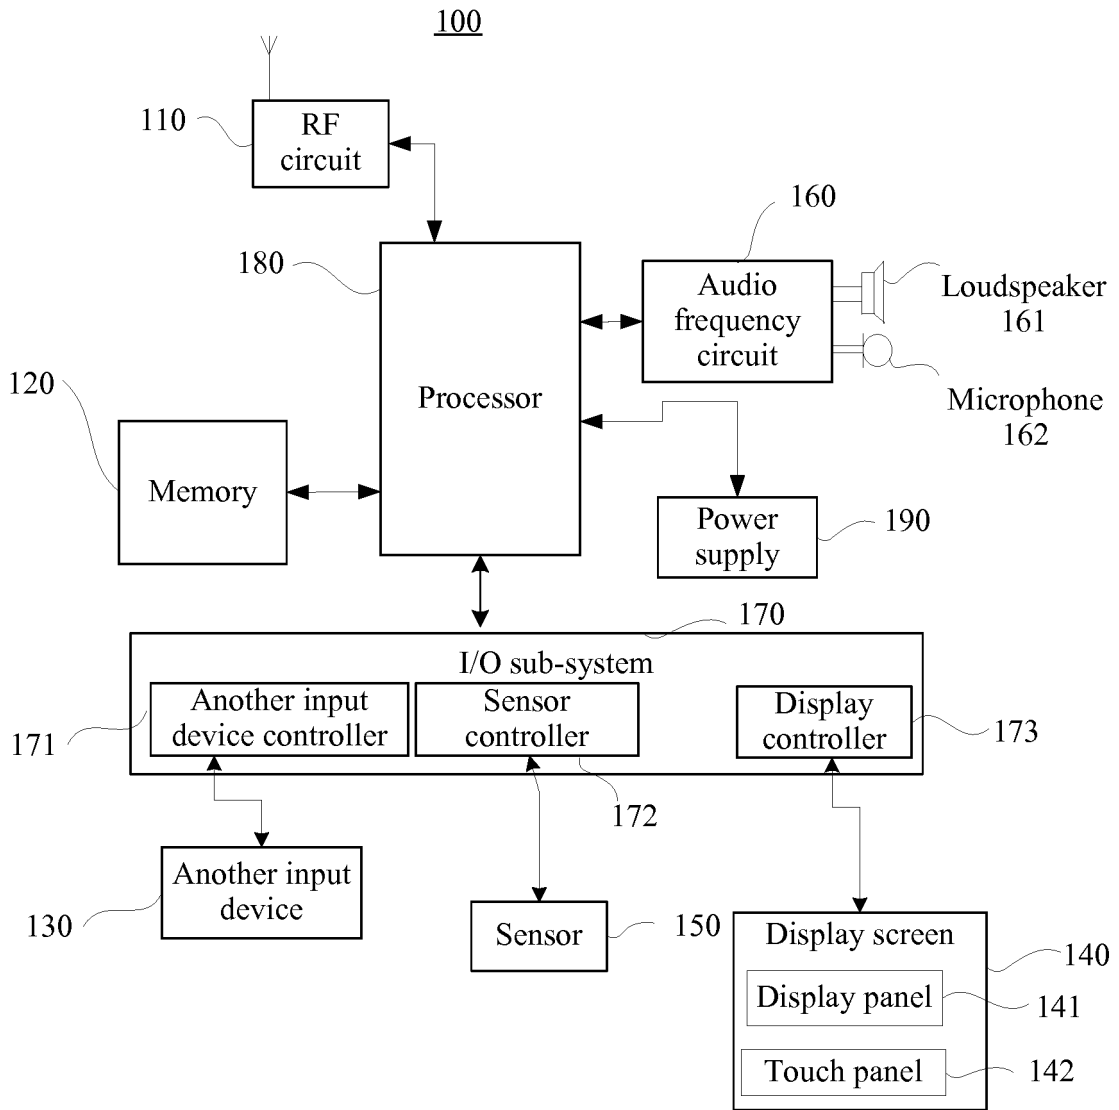 100
110
RF
circuit
160
180
Audio
frequency
circuit
Loudspeaker
161
120
Processor
Microphone
162
Memory
190
Power
supply
170
I/O sub-system
171
Another input
device controller
Sensor
controller
Display
controller
173
172
130
Another input
device
150
Sensor
Display screen
140
Display panel
141
Touch panel
142